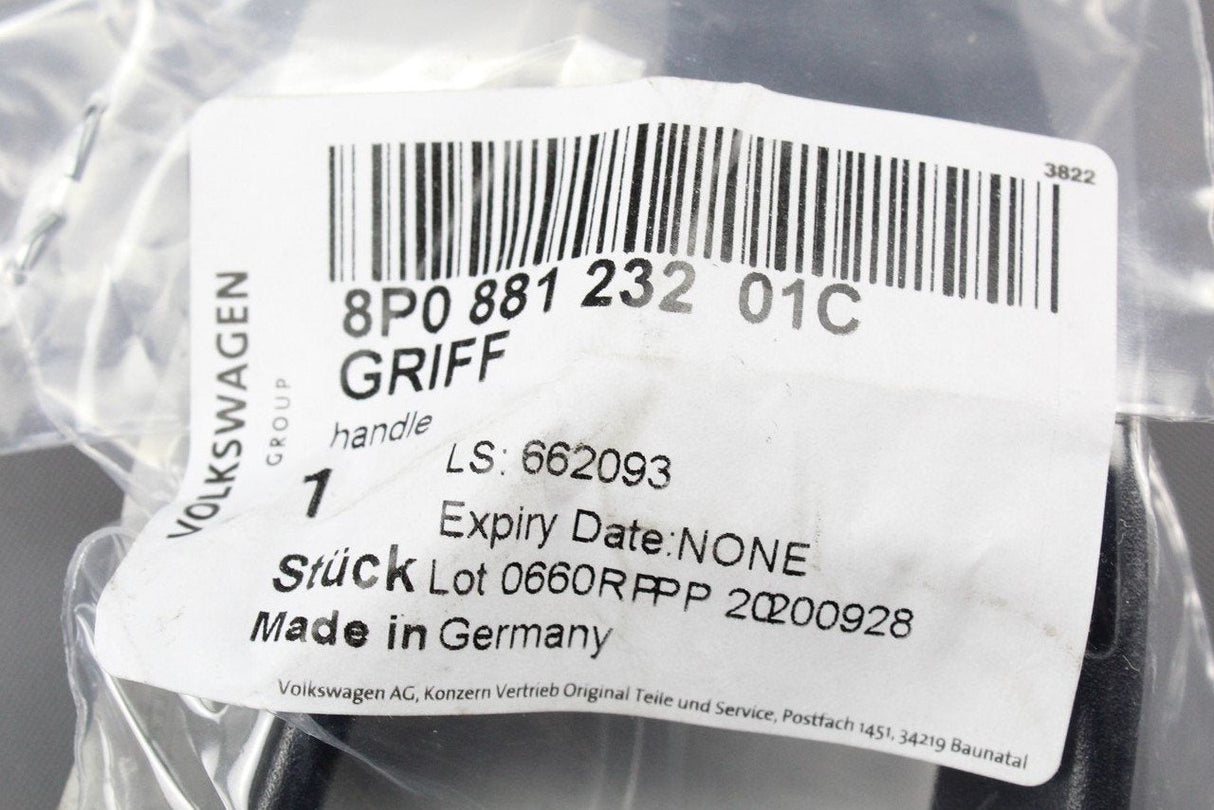 3822
8P0 881 232 01C
GRIFF
handle
VOLKSWAGEN
GROUP
LS: 662093
1
Expiry Date:NONE
Stück Lot 0660RPPP 20200928
Made in Germany
Volkswagen AG, Konzern Vertrieb Original Teile und Service, Postfach 1451, 34219 Baunatal